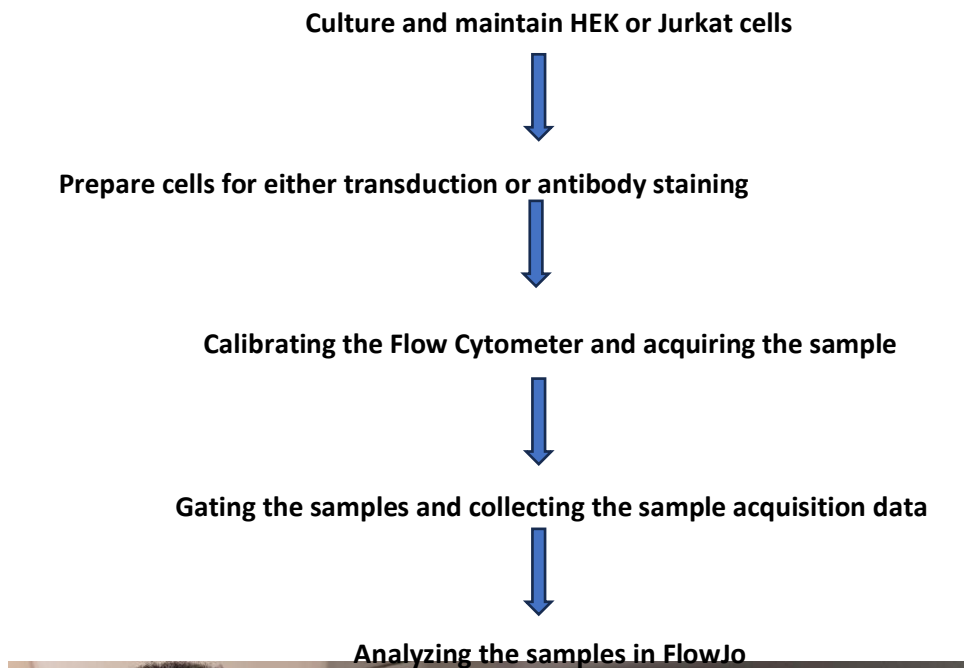 Culture and maintain HEK or Jurkat cells
Prepare cells for either transduction or antibody staining
Calibrating the Flow Cytometer and acquiring the sample
Gating the samples and collecting the sample acquisition data
Analyzing the samples in FlowJo